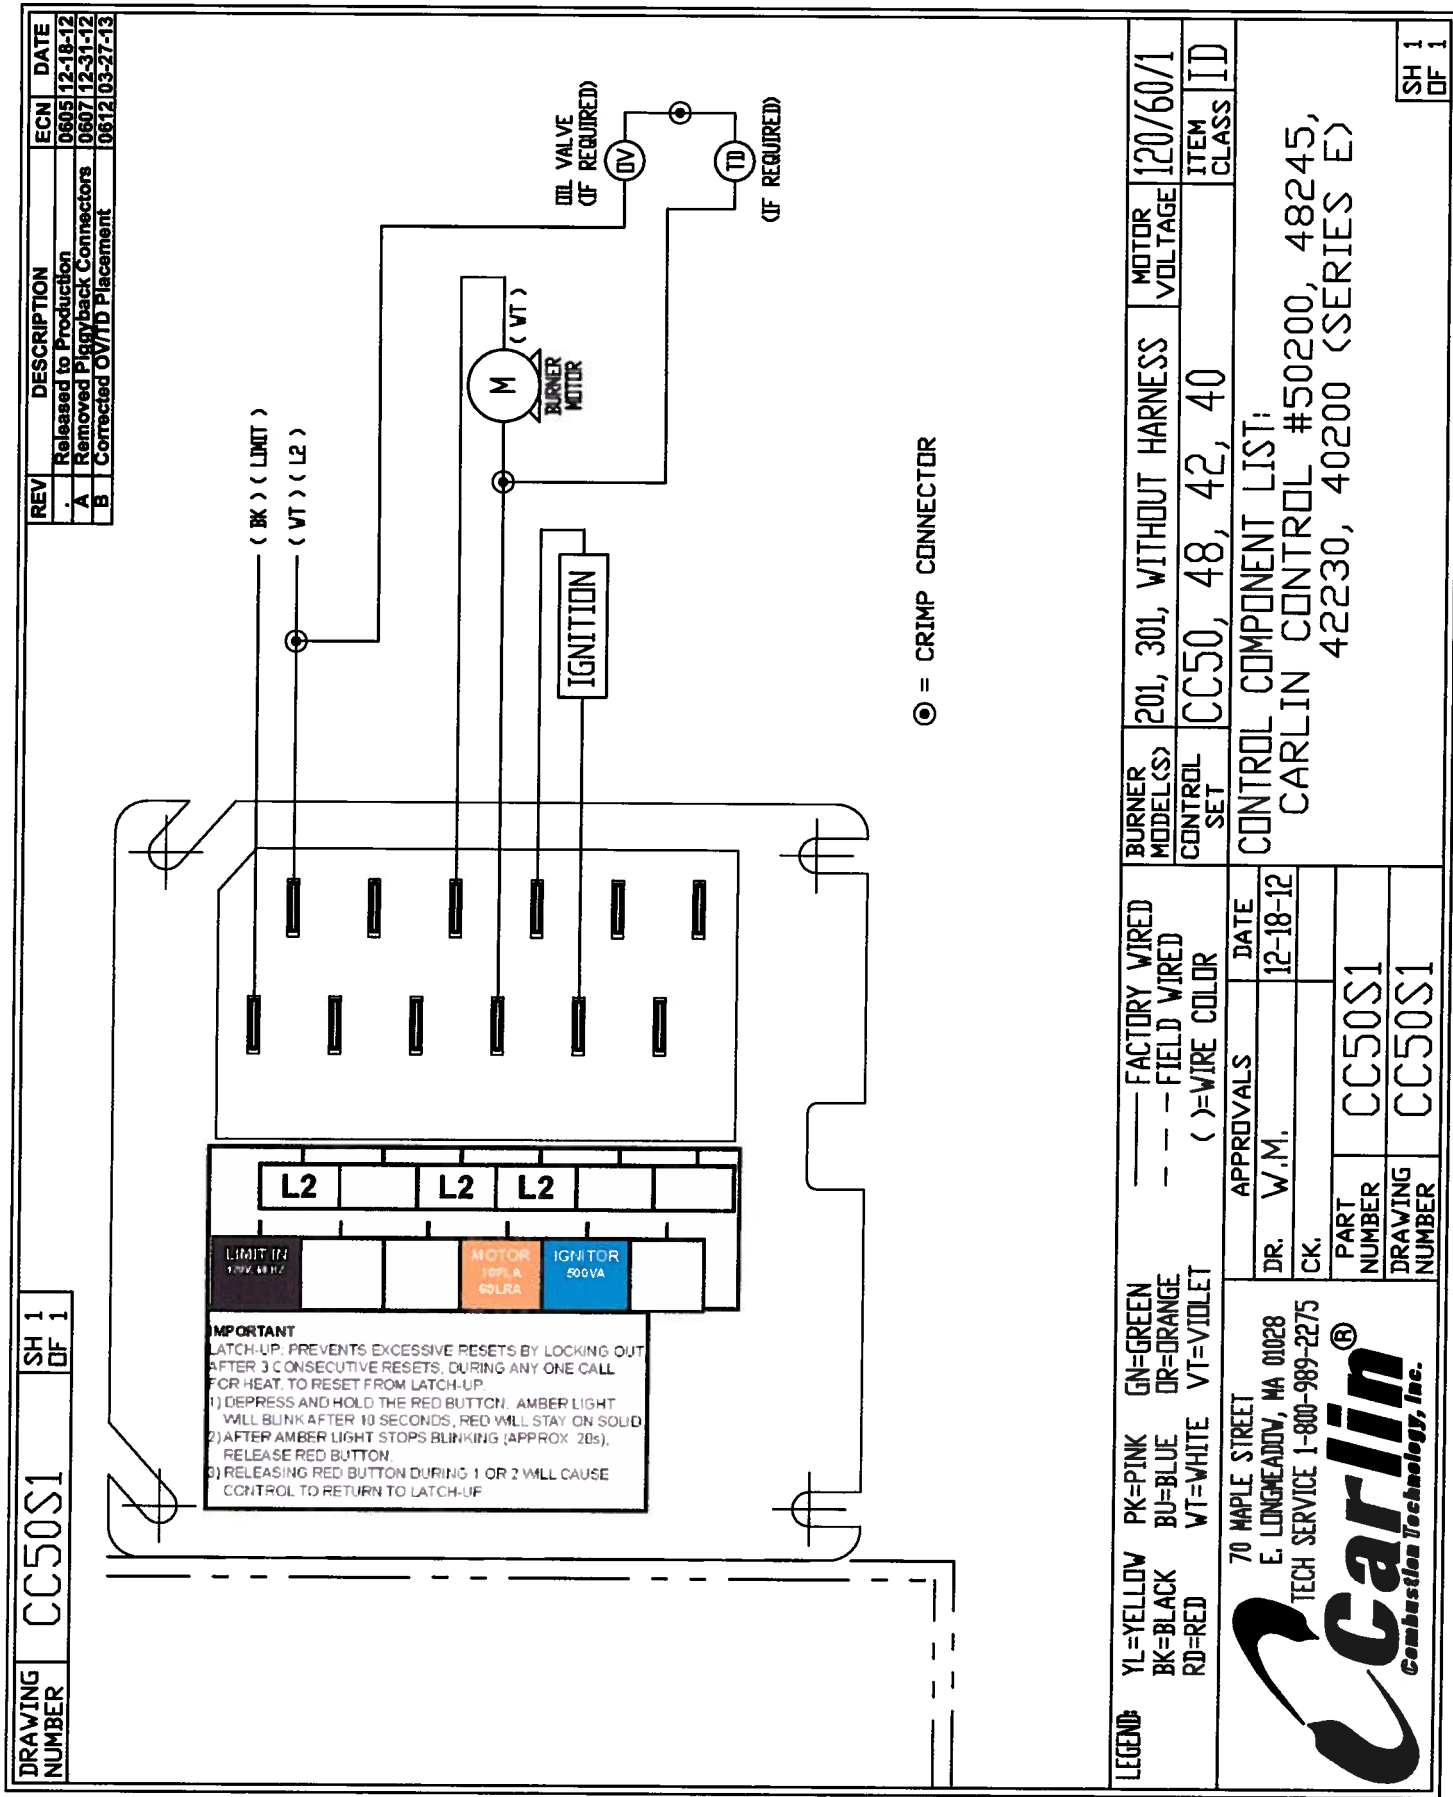 DRAWING NUMBER CC50S1 SH 1 OF 1
REV DESCRIPTION ECN DATE
. Released to Production 0605 12-18-12
A Removed Piggyback Connectors 0607 12-31-12
B Corrected OV/TD Placement 0612 03-27-13
( BK ) ( LIMIT )
( WT ) ( L2 )
OIL VALVE
(IF REQUIRED)
OV
TD
(IF REQUIRED)
( WT )
M
BURNER
MOTOR
IGNITION
= CRIMP CONNECTOR
L2 L2 L2
LIMIT IN
120V 60 HZ
MOTOR
10FLA
60LRA
IGNITOR
500VA
IMPORTANT
LATCH-UP: PREVENTS EXCESSIVE RESETS BY LOCKING OUT
AFTER 3 CONSECUTIVE RESETS, DURING ANY ONE CALL
FOR HEAT. TO RESET FROM LATCH-UP.
1) DEPRESS AND HOLD THE RED BUTTON. AMBER LIGHT
WILL BLINK AFTER 10 SECONDS, RED WILL STAY ON SOLID
2) AFTER AMBER LIGHT STOPS BLINKING (APPROX 20s),
RELEASE RED BUTTON.
3) RELEASING RED BUTTON DURING 1 OR 2 WILL CAUSE
CONTROL TO RETURN TO LATCH-UP
LEGEND: YL=YELLOW PK=PINK GN=GREEN
BK=BLACK BU=BLUE OR=ORANGE
RD=RED WT=WHITE VT=VIOLET
FACTORY WIRED
FIELD WIRED
( )=WIRE COLOR
BURNER MODEL(S) 201, 301, WITHOUT HARNESS MOTOR VOLTAGE 120/60/1
CONTROL SET CC50, 48, 42, 40 ITEM CLASS ID
70 MAPLE STREET
E. LONGMEADOW, MA 01028
TECH SERVICE 1-800-989-2275
Carlin®
Combustion Technology, Inc.
APPROVALS DATE
DR. W.M. 12-18-12
CK.
PART NUMBER CC50S1
DRAWING NUMBER CC50S1
CONTROL COMPONENT LIST:
CARLIN CONTROL #50200, 48245,
42230, 40200 (SERIES E)
SH 1
OF 1